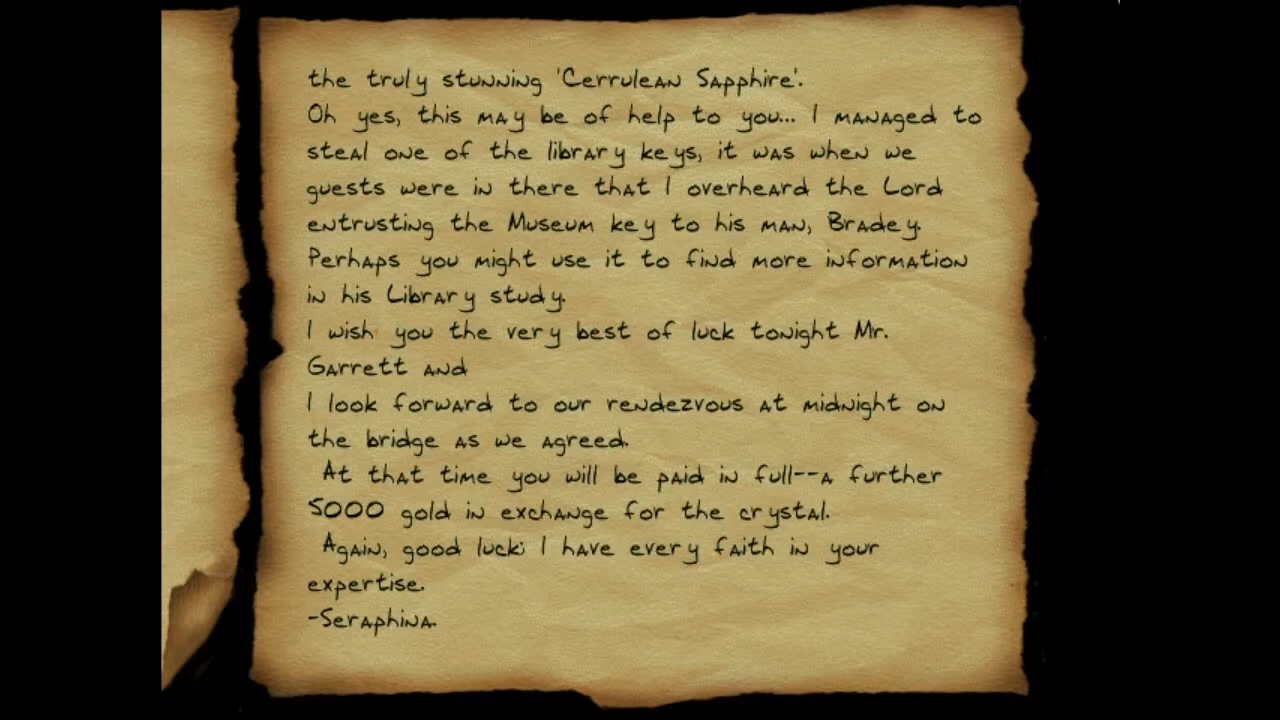 the truly stunning 'Cerrulean Sapphire'.
Oh yes, this may be of help to you... I managed to
steal one of the library keys, it was when we
guests were in there that I overheard the Lord
entrusting the Museum key to his man, Bradey.
Perhaps you might use it to find more information
in his Library study.
I wish you the very best of luck tonight Mr.
Garrett and
I look forward to our rendezvous at midnight on
the bridge as we agreed.
At that time you will be paid in full--a further
5000 gold in exchange for the crystal.
Again, good luck; I have every faith in your
expertise.
-Seraphina.